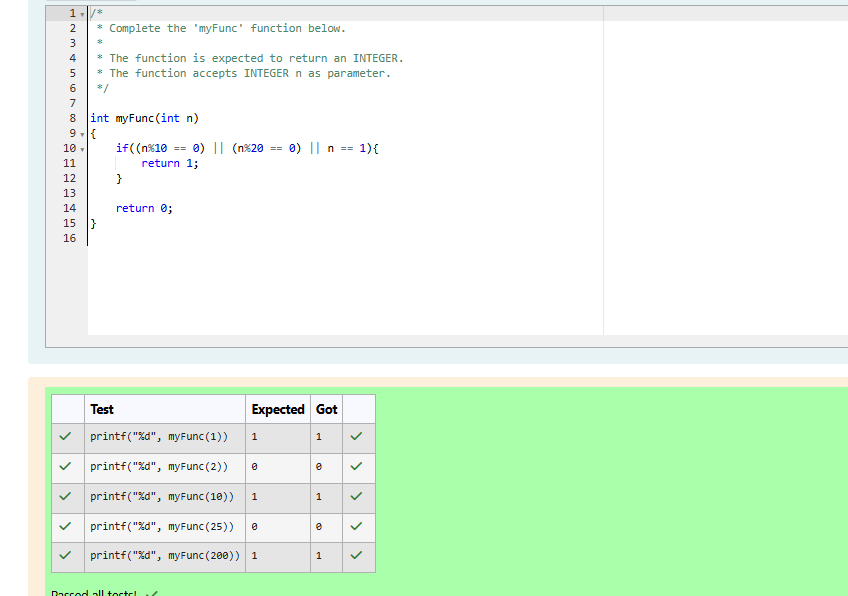 1 /*
2  * Complete the 'myFunc' function below.
3  *
4  * The function is expected to return an INTEGER.
5  * The function accepts INTEGER n as parameter.
6  */
7
8 int myFunc(int n)
9 {
10     if((n%10 == 0) || (n%20 == 0) || n == 1){
11         return 1;
12     }
13
14     return 0;
15 }
16
Test Expected Got
printf("%d", myFunc(1)) 1 1
printf("%d", myFunc(2)) 0 0
printf("%d", myFunc(10)) 1 1
printf("%d", myFunc(25)) 0 0
printf("%d", myFunc(200)) 1 1
Passed all tests!